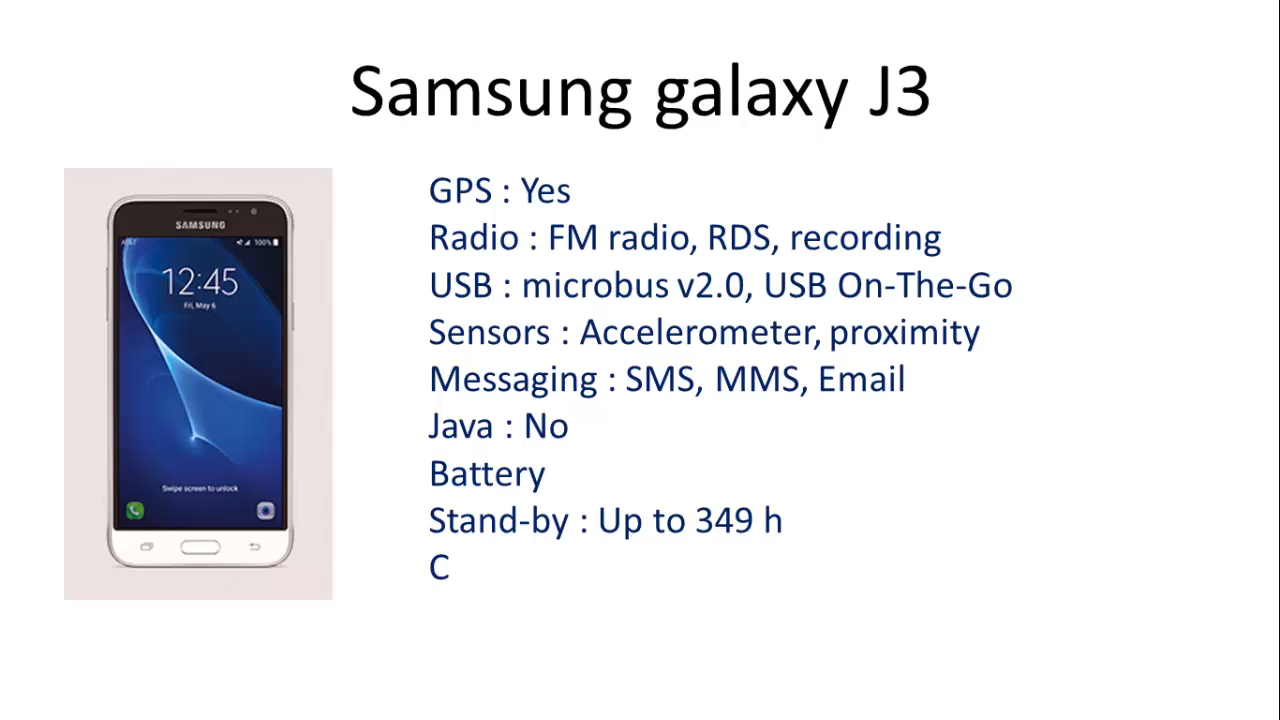 Samsung galaxy J3
GPS : Yes
Radio : FM radio, RDS, recording
USB : microbus v2.0, USB On-The-Go
Sensors : Accelerometer, proximity
Messaging : SMS, MMS, Email
Java : No
Battery
Stand-by : Up to 349 h
C
SAMSUNG
AT&T 100%
12:45
Fri, May 6
Swipe screen to unlock